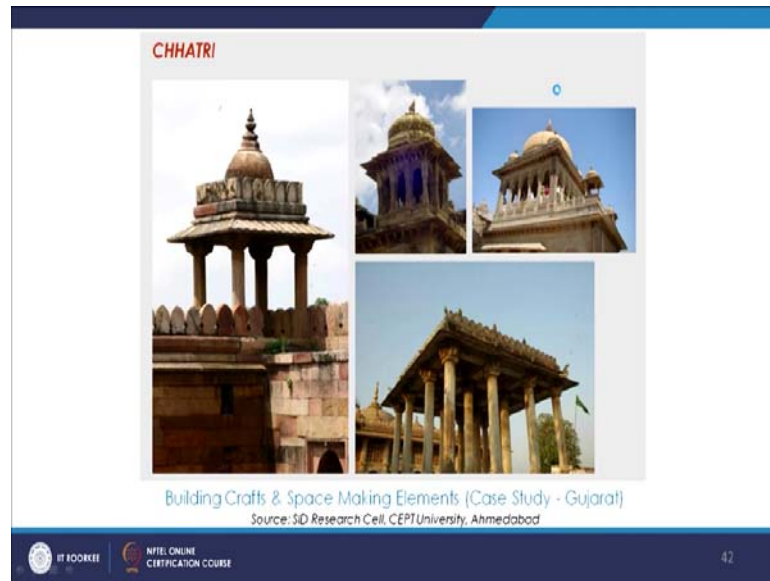 CHHATRI
Building Crafts & Space Making Elements (Case Study - Gujarat)
Source: SiD Research Cell, CEPT University, Ahmedabad
IIT ROORKEE
NPTEL ONLINE
CERTIFICATION COURSE
42